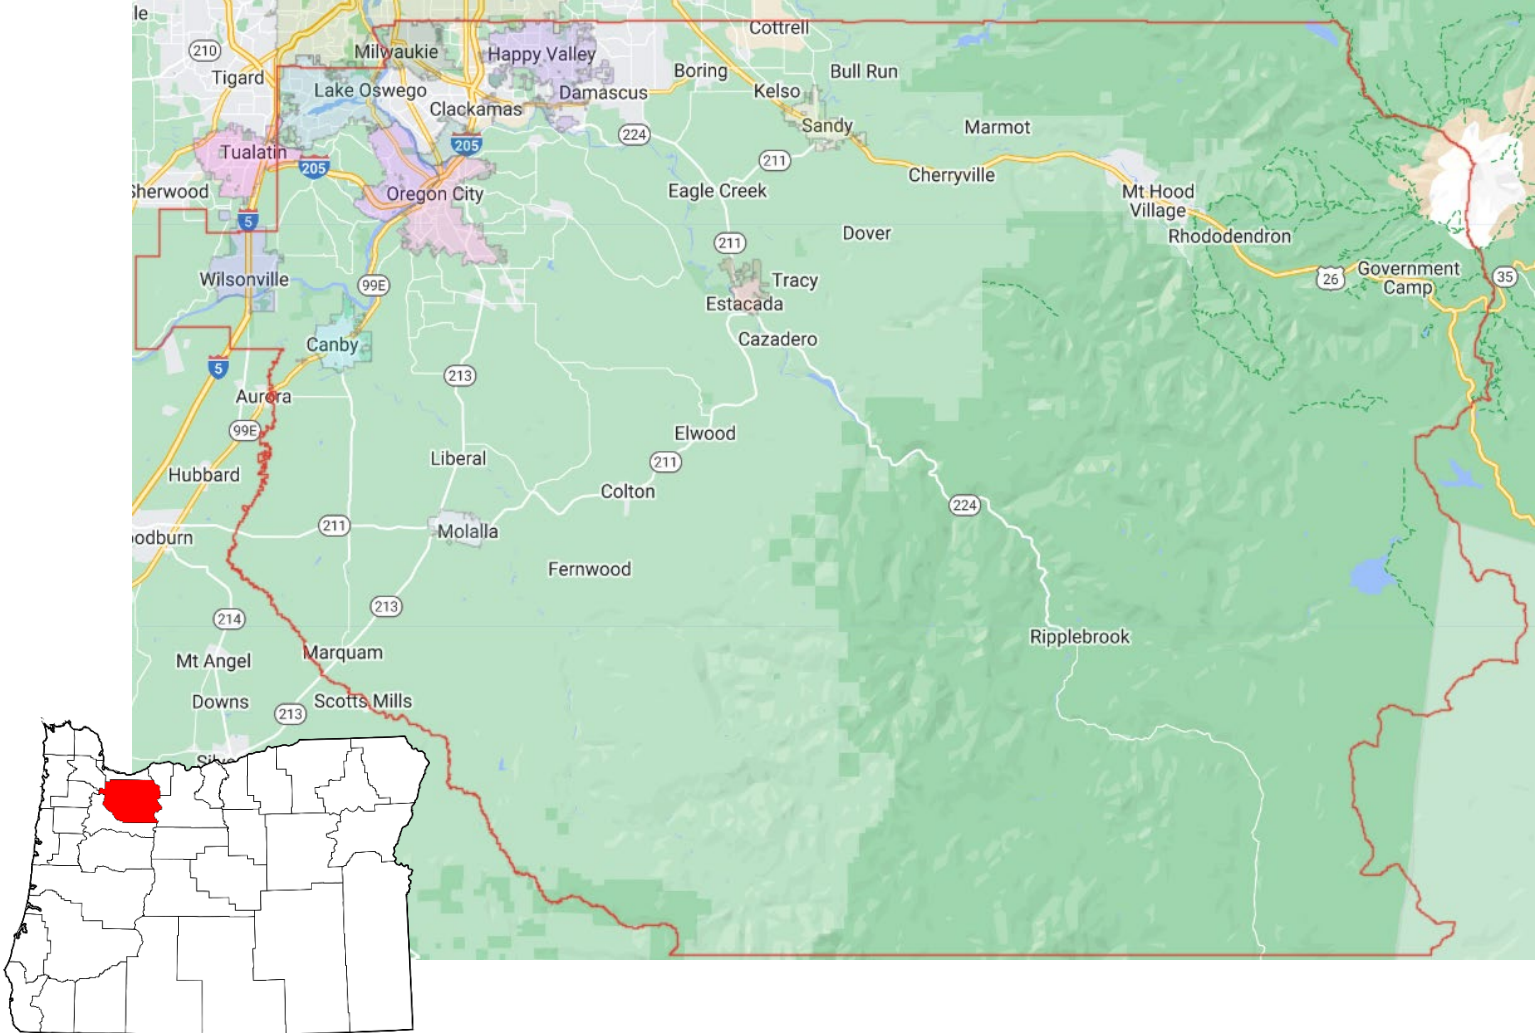 le
Cottrell
210
Milwaukie
Happy Valley
Tigard
Boring
Bull Run
Lake Oswego
Damascus
Kelso
Clackamas
Sandy
Marmot
224
205
Tualatin
211
205
Cherryville
Sherwood
Oregon City
Eagle Creek
Mt Hood
Village
5
Dover
Rhododendron
211
Wilsonville
99E
Tracy
26
Government
Camp
35
Estacada
Canby
Cazadero
5
213
Aurora
99E
Elwood
Liberal
211
Hubbard
Colton
224
211
Molalla
odburn
Fernwood
213
214
Ripplebrook
Mt Angel
Marquam
Downs
Scotts Mills
213
Silve